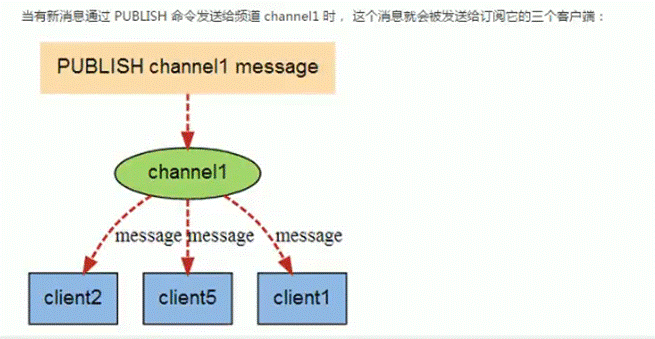 当有新消息通过 PUBLISH 命令发送给频道 channel1 时， 这个消息就会被发送给订阅它的三个客户端：
PUBLISH channel1 message
channel1
message message message
client2 client5 client1